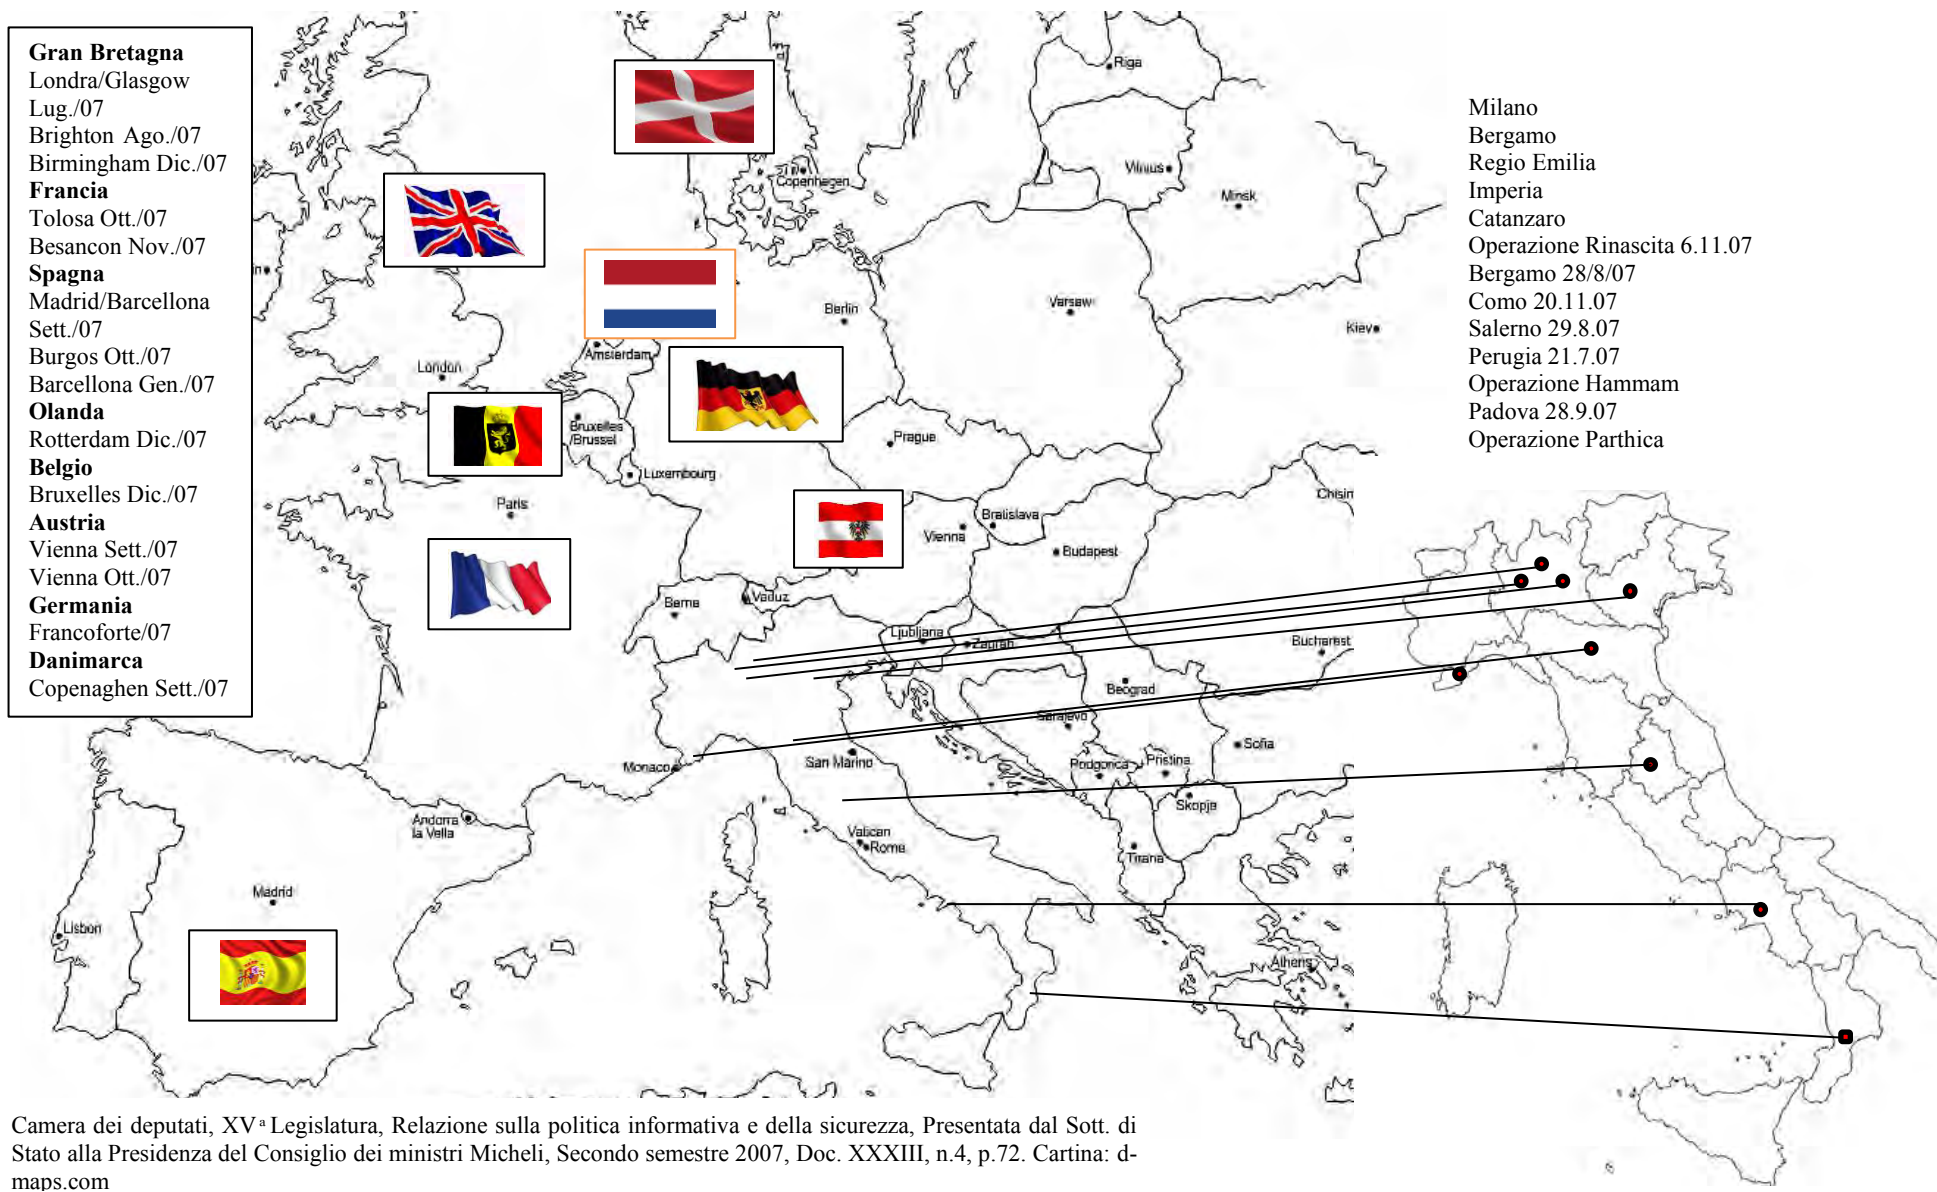 Gran Bretagna
Londra/Glasgow
Lug./07
Brighton Ago./07
Birmingham Dic./07
Francia
Tolosa Ott./07
Besancon Nov./07
Spagna
Madrid/Barcellona
Sett./07
Burgos Ott./07
Barcellona Gen./07
Olanda
Rotterdam Dic./07
Belgio
Bruxelles Dic./07
Austria
Vienna Sett./07
Vienna Ott./07
Germania
Francoforte/07
Danimarca
Copenaghen Sett./07
Milano
Bergamo
Regio Emilia
Imperia
Catanzaro
Operazione Rinascita 6.11.07
Bergamo 28/8/07
Como 20.11.07
Salerno 29.8.07
Perugia 21.7.07
Operazione Hammam
Padova 28.9.07
Operazione Parthica
Riga
Vilnius
Copenhagen
Minsk
Berlin
Varsaw
Kiev
Amsterdam
London
Bruxelles
/Brussel
Prague
Luxembourg
Paris
Chisin
Bratislava
Vienna
Budapest
Berne
Vaduz
Ljubljana
Zagreb
Bucharest
Beograd
Sarajevo
Sofia
Monaco
San Marino
Podgorica
Pristina
Skopje
Andorra
la Vella
Vatican
Rome
Tirana
Madrid
Lisbon
Athens
Camera dei deputati, XVª Legislatura, Relazione sulla politica informativa e della sicurezza, Presentata dal Sott. di
Stato alla Presidenza del Consiglio dei ministri Micheli, Secondo semestre 2007, Doc. XXXIII, n.4, p.72. Cartina: d-
maps.com